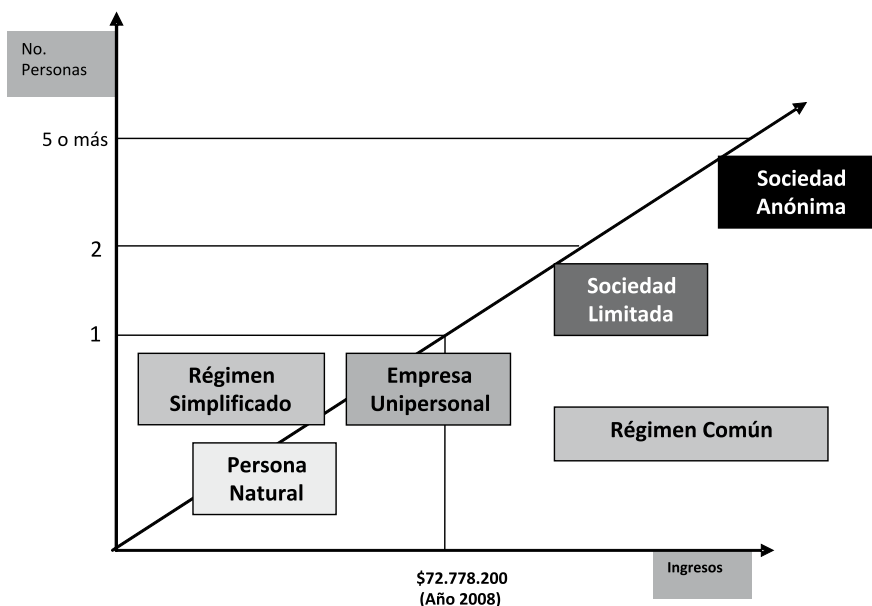 No.
Personas
5 o más
Sociedad
Anónima
2
Sociedad
Limitada
1
Régimen
Simplificado
Empresa
Unipersonal
Régimen Común
Persona
Natural
$72.778.200
(Año 2008)
Ingresos